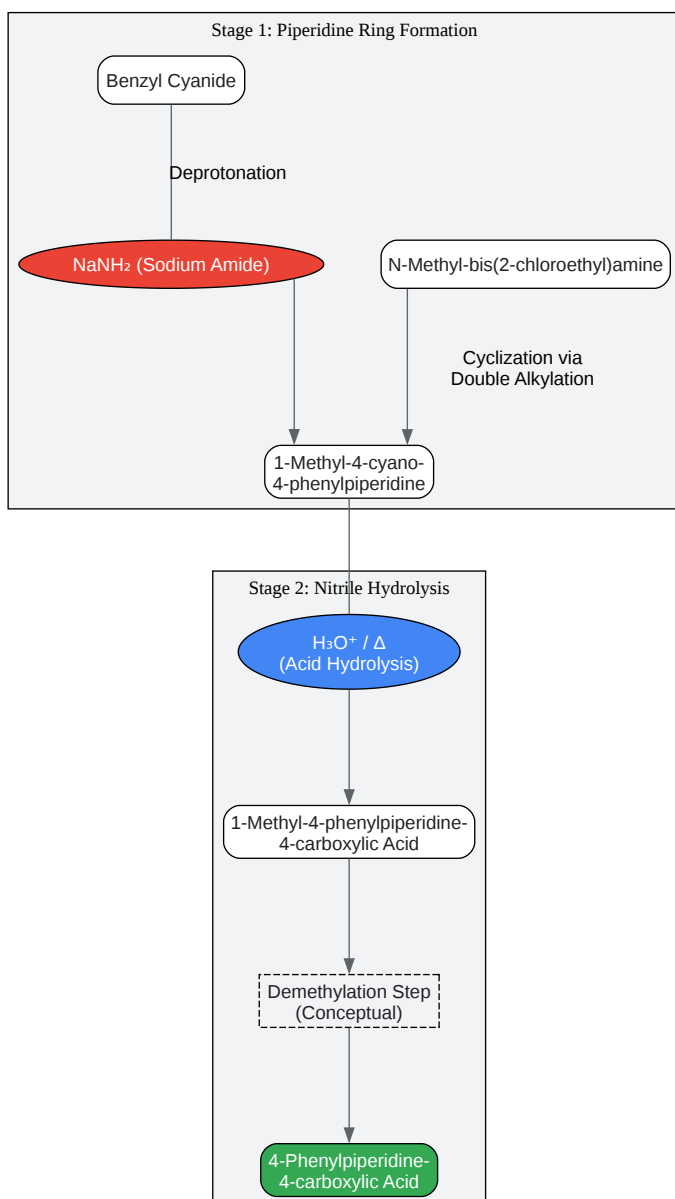 Stage 1: Piperidine Ring Formation
Benzyl Cyanide
Deprotonation
NaNH₂ (Sodium Amide)
N-Methyl-bis(2-chloroethyl)amine
Cyclization via
Double Alkylation
1-Methyl-4-cyano-
4-phenylpiperidine
Stage 2: Nitrile Hydrolysis
H₃O⁺ / Δ
(Acid Hydrolysis)
1-Methyl-4-phenylpiperidine-
4-carboxylic Acid
Demethylation Step
(Conceptual)
4-Phenylpiperidine-
4-carboxylic Acid